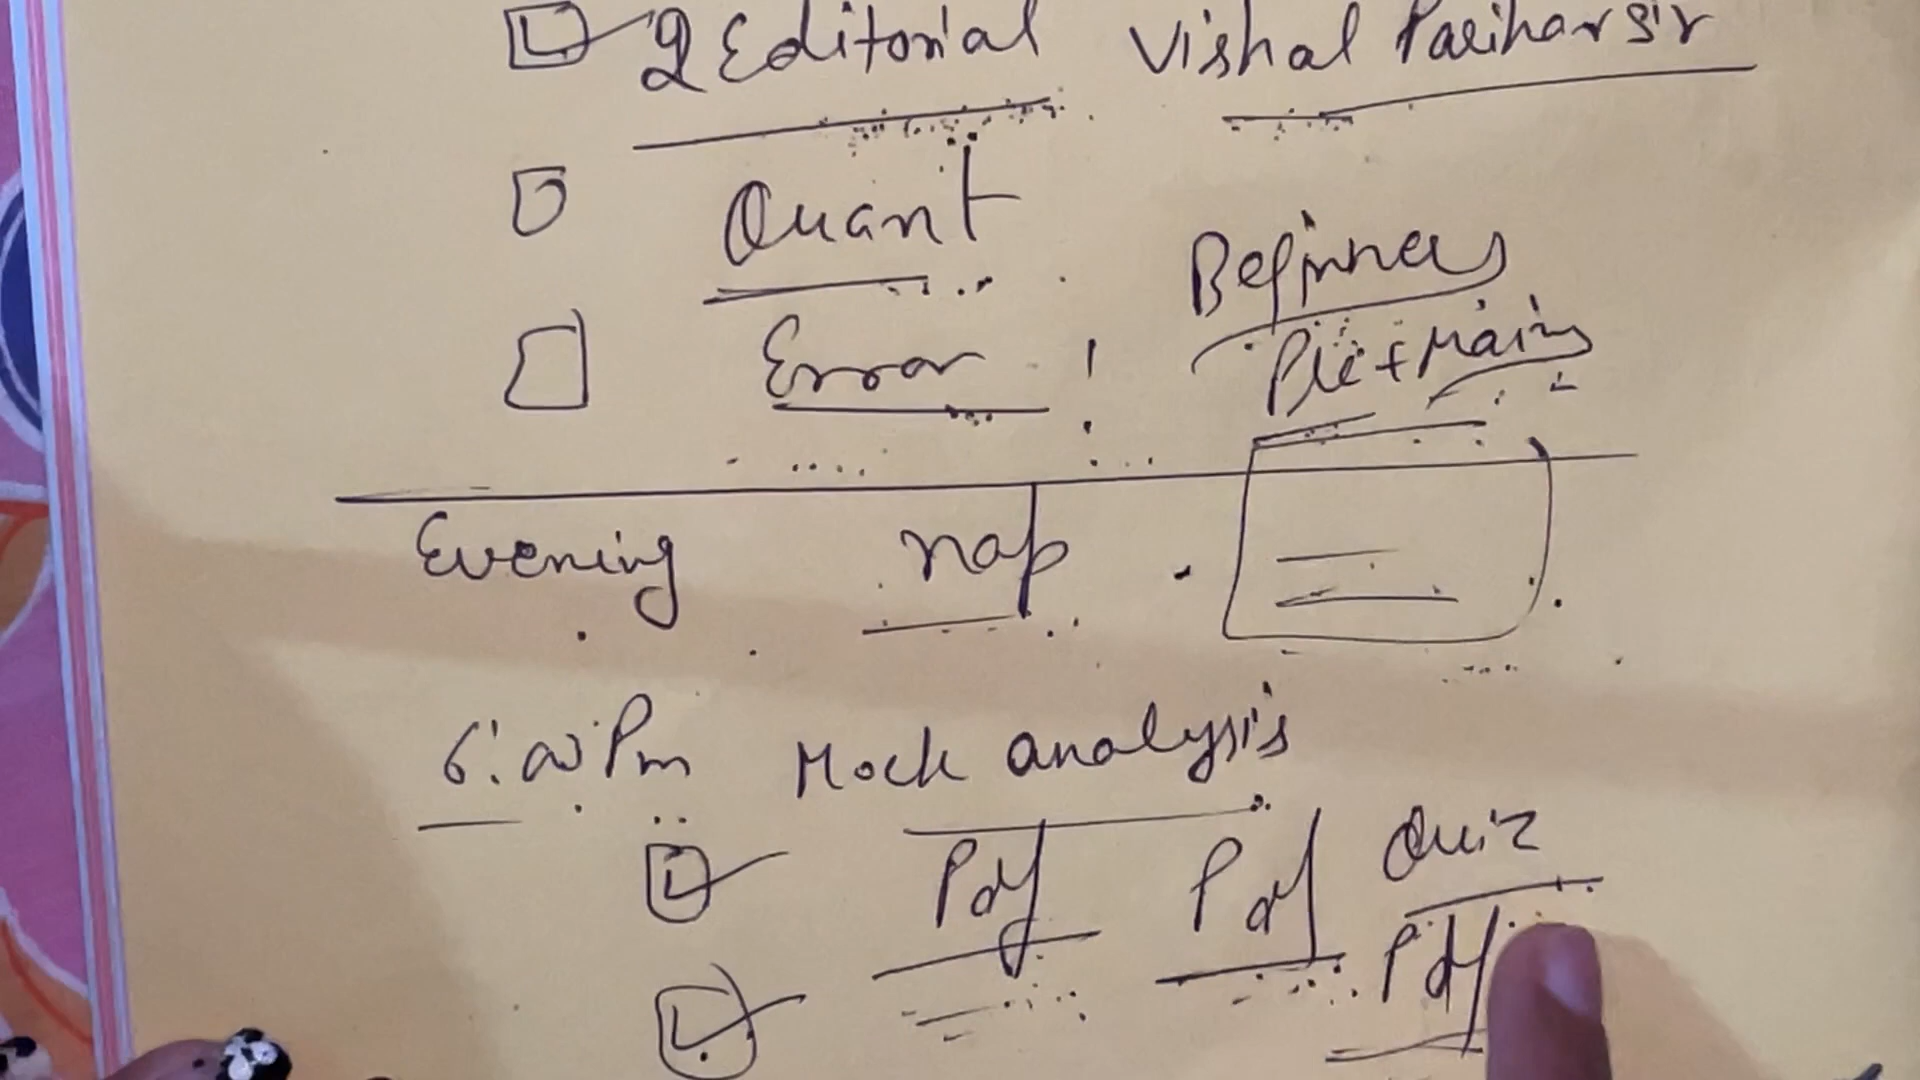 2 Editorial Vishal Parihar sir
Quant
Beginners
Error !
Pre + Mains
Evening nap
6:00 Pm Mock analysis
Pdf Pdf Quiz
Pdf